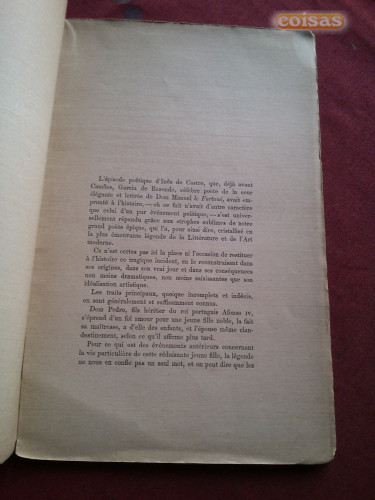 coisas
L'épisode politique d'Inês de Castro, que, déjà avant
Camões, Garcia de Rezende, célèbre poète de la cour
élégante et lettrée de Dom Manuel le Fortuné, avait em-
prunté à l'histoire, — où ce fait n'avait d'autre caractère
que celui d'un pur événement politique, — s'est univer-
sellement répandu grâce aux strophes sublimes de notre
grand poète épique, qui l'a, pour ainsi dire, cristallisé en
la plus émouvante légende de la Littérature et de l'Art
moderne.
Ce n'est certes pas ici la place ni l'occasion de restituer
à l'histoire ce tragique incident, en le reconstruisant dans
ses origines, dans son vrai jour et dans ses conséquences
non moins dramatiques, non moins saisissantes que son
idéalisation artistique.
Les traits principaux, quoique incomplets et indécis,
en sont généralement et suffisamment connus.
Dom Pedro, fils héritier du roi portugais Afonso IV,
s'éprend d'un fol amour pour une jeune fille noble, la fait
sa maîtresse, a d'elle des enfants, et l'épouse même clan-
destinement, selon ce qu'il affirme plus tard.
Pour ce qui est des événements antérieurs concernant
la vie particulière de cette séduisante jeune fille, la légende
ne nous en confie pas un seul mot, et on peut dire que les